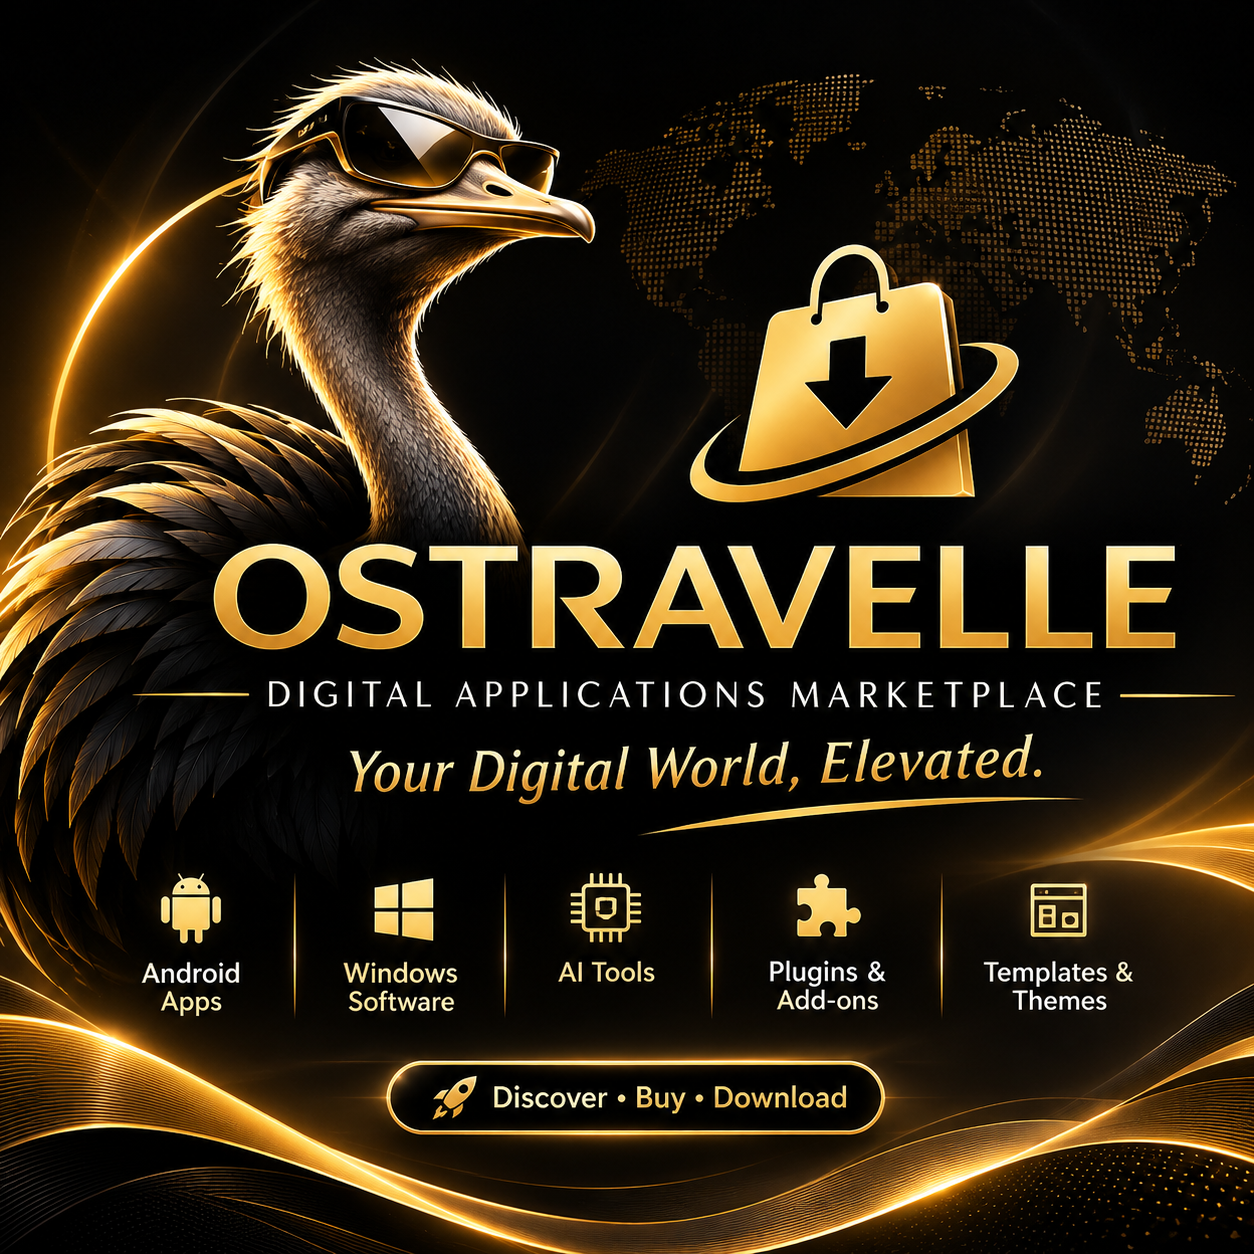 OSTRAVELLE
DIGITAL APPLICATIONS MARKETPLACE
Your Digital World, Elevated.
Android
Apps
Windows
Software
AI Tools
Plugins &
Add-ons
Templates &
Themes
Discover • Buy • Download